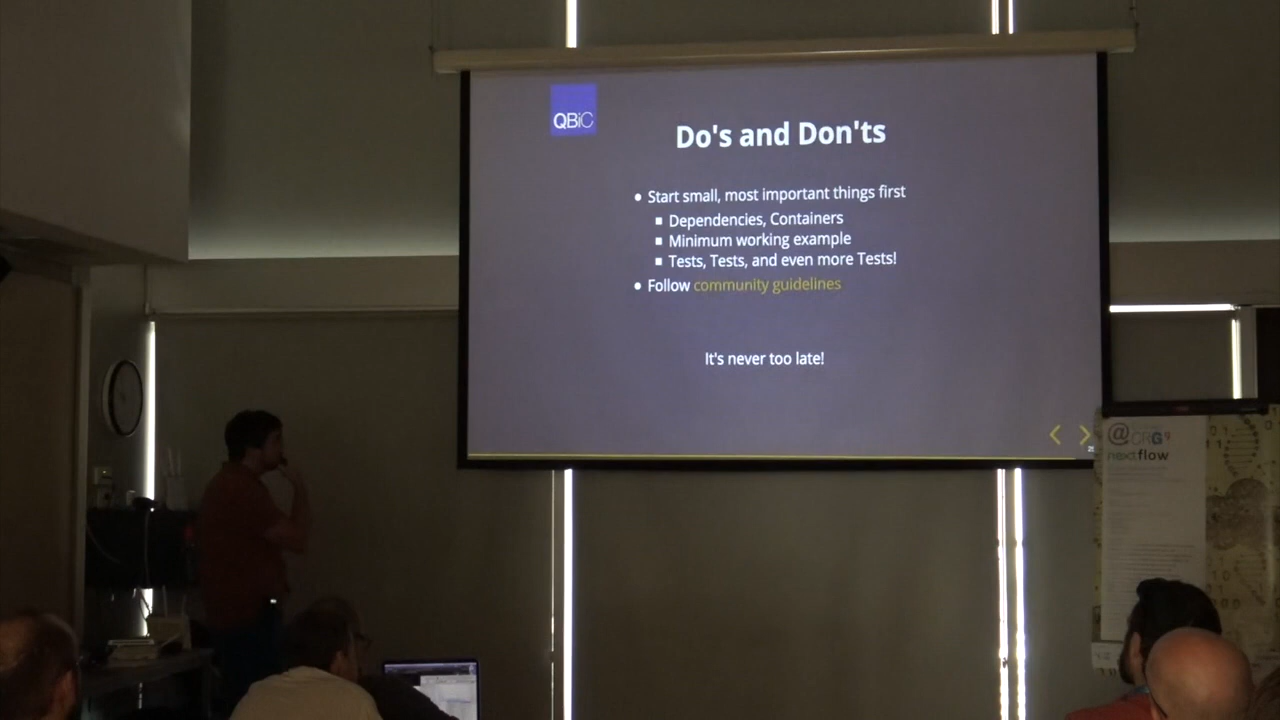 QBiC
Do's and Don'ts
● Start small, most important things first
■ Dependencies, Containers
■ Minimum working example
■ Tests, Tests, and even more Tests!
● Follow community guidelines
It's never too late!
@CRG
nextflow